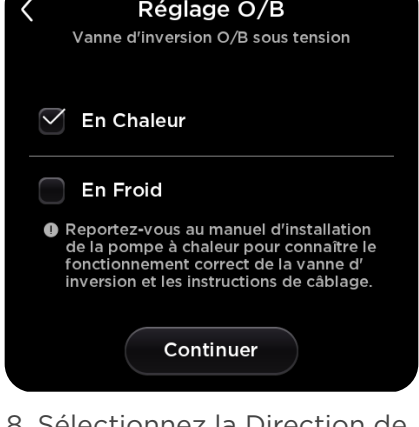 Réglage O/B
Vanne d'inversion O/B sous tension
En Chaleur
En Froid
Reportez-vous au manuel d'installation
de la pompe à chaleur pour connaître le
fonctionnement correct de la vanne d'
inversion et les instructions de câblage.
Continuer
8. Sélectionnez la Direction de